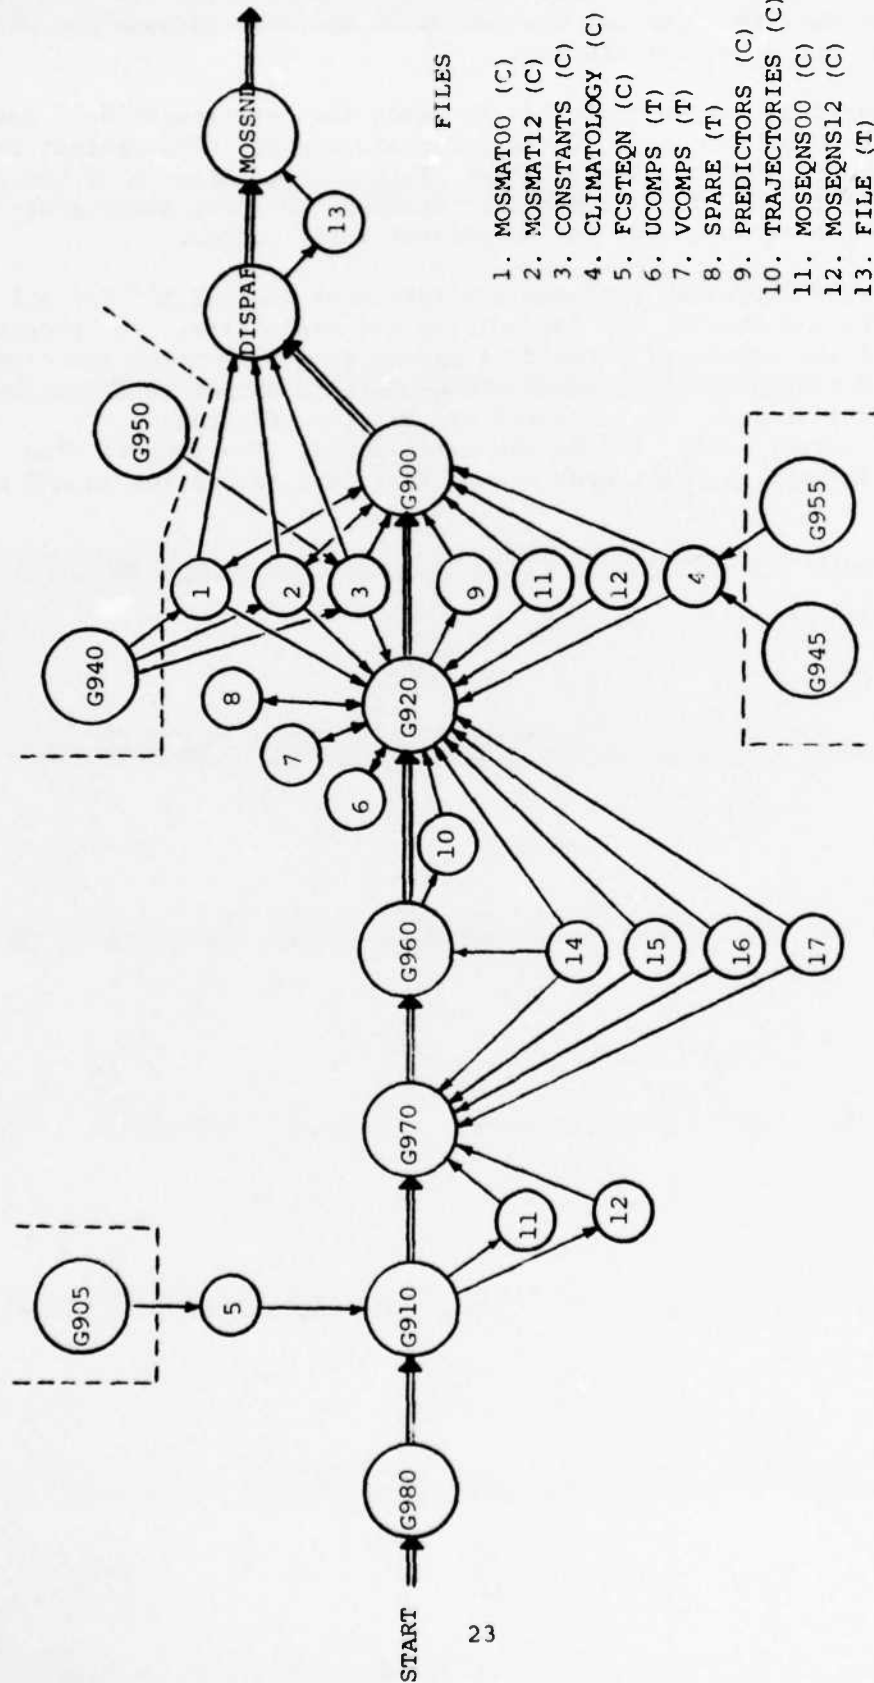 START
G980
G905
5
G910
11
12
G970
14
15
16
17
G960
10
6
7
8
G920
G940
1
2
3
9
11
12
4
G945
G955
G950
G900
DISPAF
13
MOSSND
FILES
1. MOSMAT00 (C)
2. MOSMAT12 (C)
3. CONSTANTS (C)
4. CLIMATOLOGY (C)
5. FCSTEQN (C)
6. UCOMPS (T)
7. VCOMPS (T)
8. SPARE (T)
9. PREDICTORS (C)
10. TRAJECTORIES (C)
11. MOSEQNS00 (C)
12. MOSEQNS12 (C)
13. FILE (T)
23